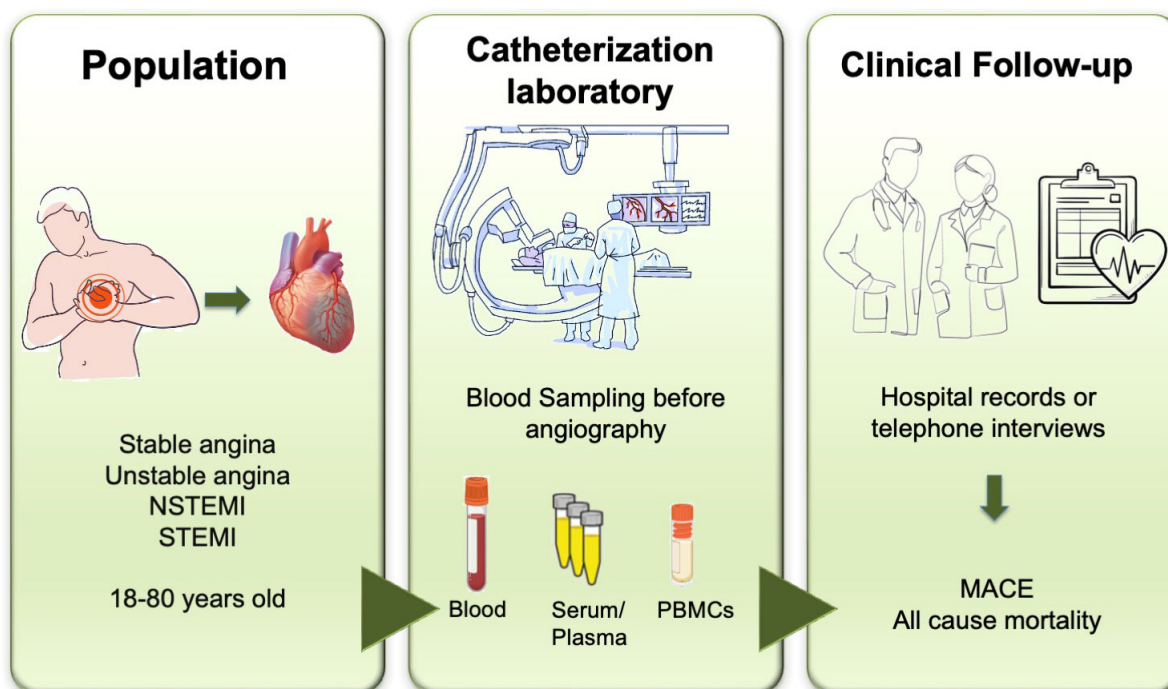 Population
Stable angina
Unstable angina
NSTEMI
STEMI
18-80 years old
Catheterization
laboratory
Blood Sampling before
angiography
Blood
Serum/
Plasma
PBMCs
Clinical Follow-up
Hospital records or
telephone interviews
MACE
All cause mortality